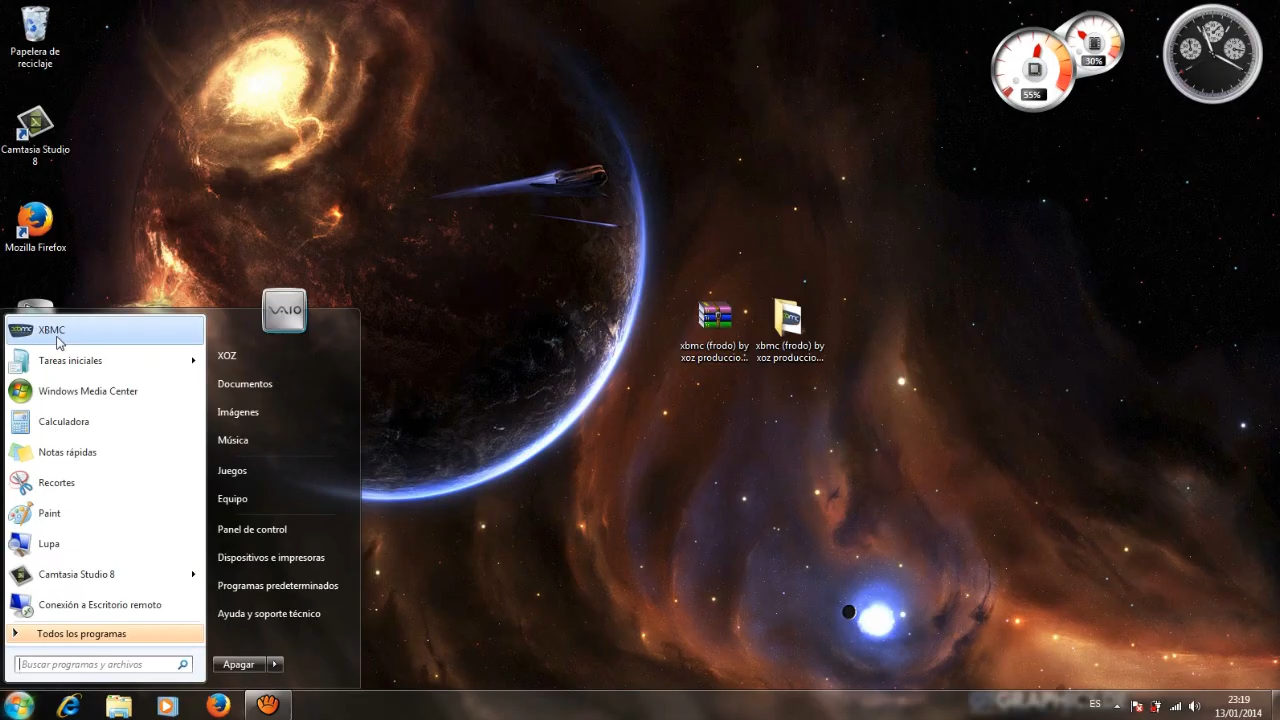 Papelera de
reciclaje
Camtasia Studio
8
Mozilla Firefox
55%
30%
xbmc (frodo) by
xoz produccio...
xbmc (frodo) by
xoz produccio...
VAIO
xbmc
XBMC
Tareas iniciales
Windows Media Center
Calculadora
Notas rápidas
Recortes
Paint
Lupa
Camtasia Studio 8
Conexión a Escritorio remoto
Todos los programas
Buscar programas y archivos
XOZ
Documentos
Imágenes
Música
Juegos
Equipo
Panel de control
Dispositivos e impresoras
Programas predeterminados
Ayuda y soporte técnico
Apagar
ES
23:19
13/01/2014